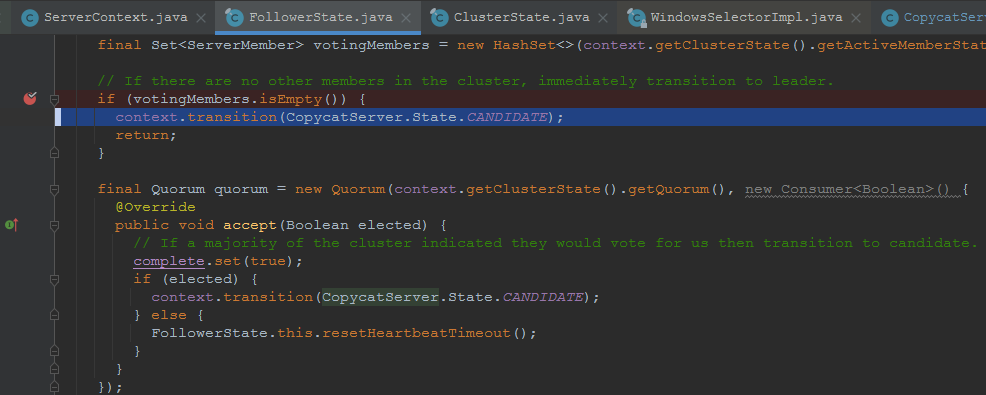 ServerContext.java × FollowerState.java × ClusterState.java × WindowsSelectorImpl.java × CopycatSer
final Set<ServerMember> votingMembers = new HashSet<>(context.getClusterState().getActiveMemberStat
// If there are no other members in the cluster, immediately transition to leader.
if (votingMembers.isEmpty()) {
context.transition(CopycatServer.State.CANDIDATE);
return;
}
final Quorum quorum = new Quorum(context.getClusterState().getQuorum(), new Consumer<Boolean>() {
@Override
public void accept(Boolean elected) {
// If a majority of the cluster indicated they would vote for us then transition to candidate.
complete.set(true);
if (elected) {
context.transition(CopycatServer.State.CANDIDATE);
} else {
FollowerState.this.resetHeartbeatTimeout();
}
}
});